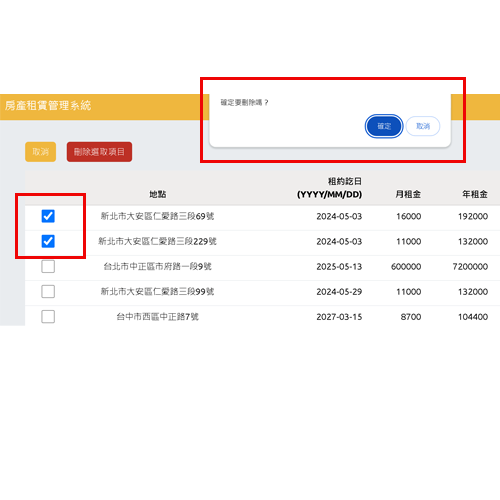 房產租賃管理系統
確定要刪除嗎？
確定 取消
取消 刪除選取項目
地點 租約訖日 (YYYY/MM/DD) 月租金 年租金
新北市大安區仁愛路三段69號 2024-05-03 16000 192000
新北市大安區仁愛路三段229號 2024-05-03 11000 132000
台北市中正區市府路一段9號 2025-05-13 600000 7200000
新北市大安區仁愛路三段99號 2024-05-29 11000 132000
台中市西區中正路7號 2027-03-15 8700 104400